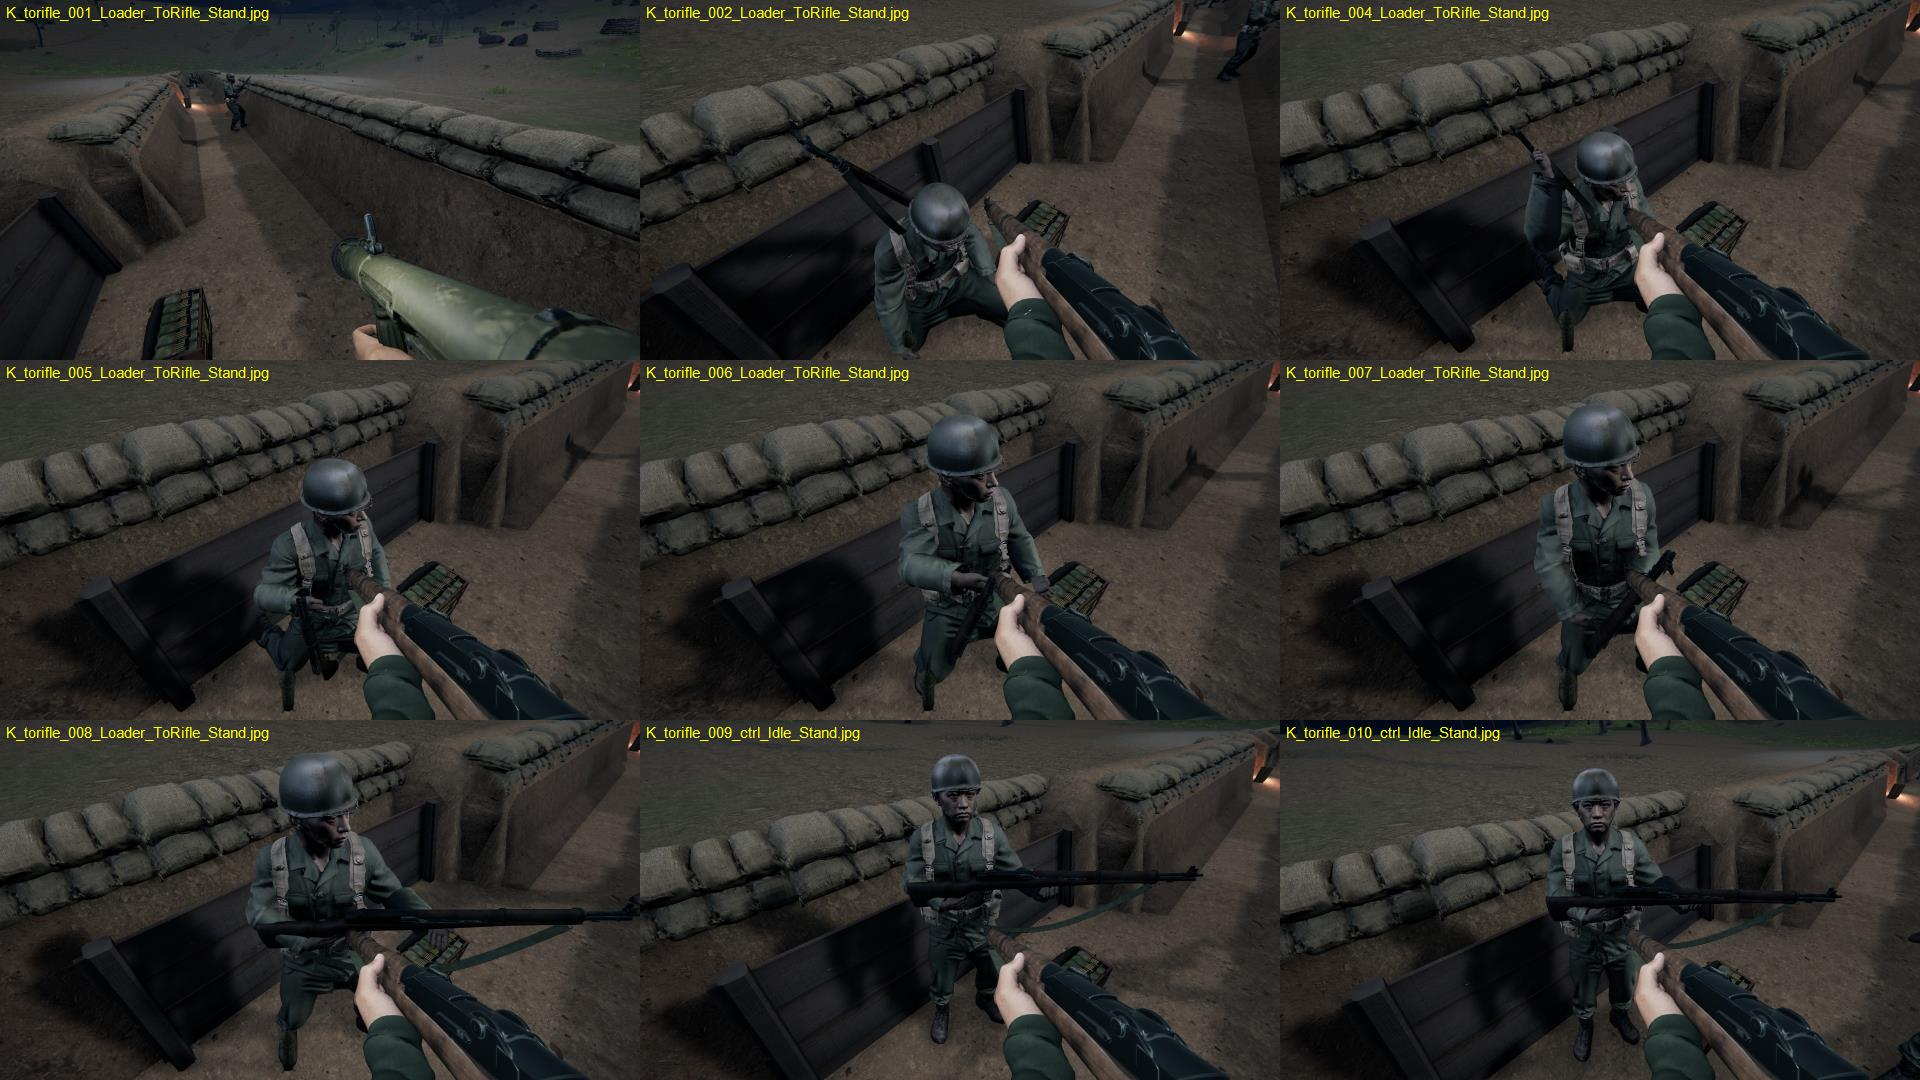 K_torifle_001_Loader_ToRifle_Stand.jpg
K_torifle_002_Loader_ToRifle_Stand.jpg
K_torifle_004_Loader_ToRifle_Stand.jpg
K_torifle_005_Loader_ToRifle_Stand.jpg
K_torifle_006_Loader_ToRifle_Stand.jpg
K_torifle_007_Loader_ToRifle_Stand.jpg
K_torifle_008_Loader_ToRifle_Stand.jpg
K_torifle_009_ctrl_Idle_Stand.jpg
K_torifle_010_ctrl_Idle_Stand.jpg